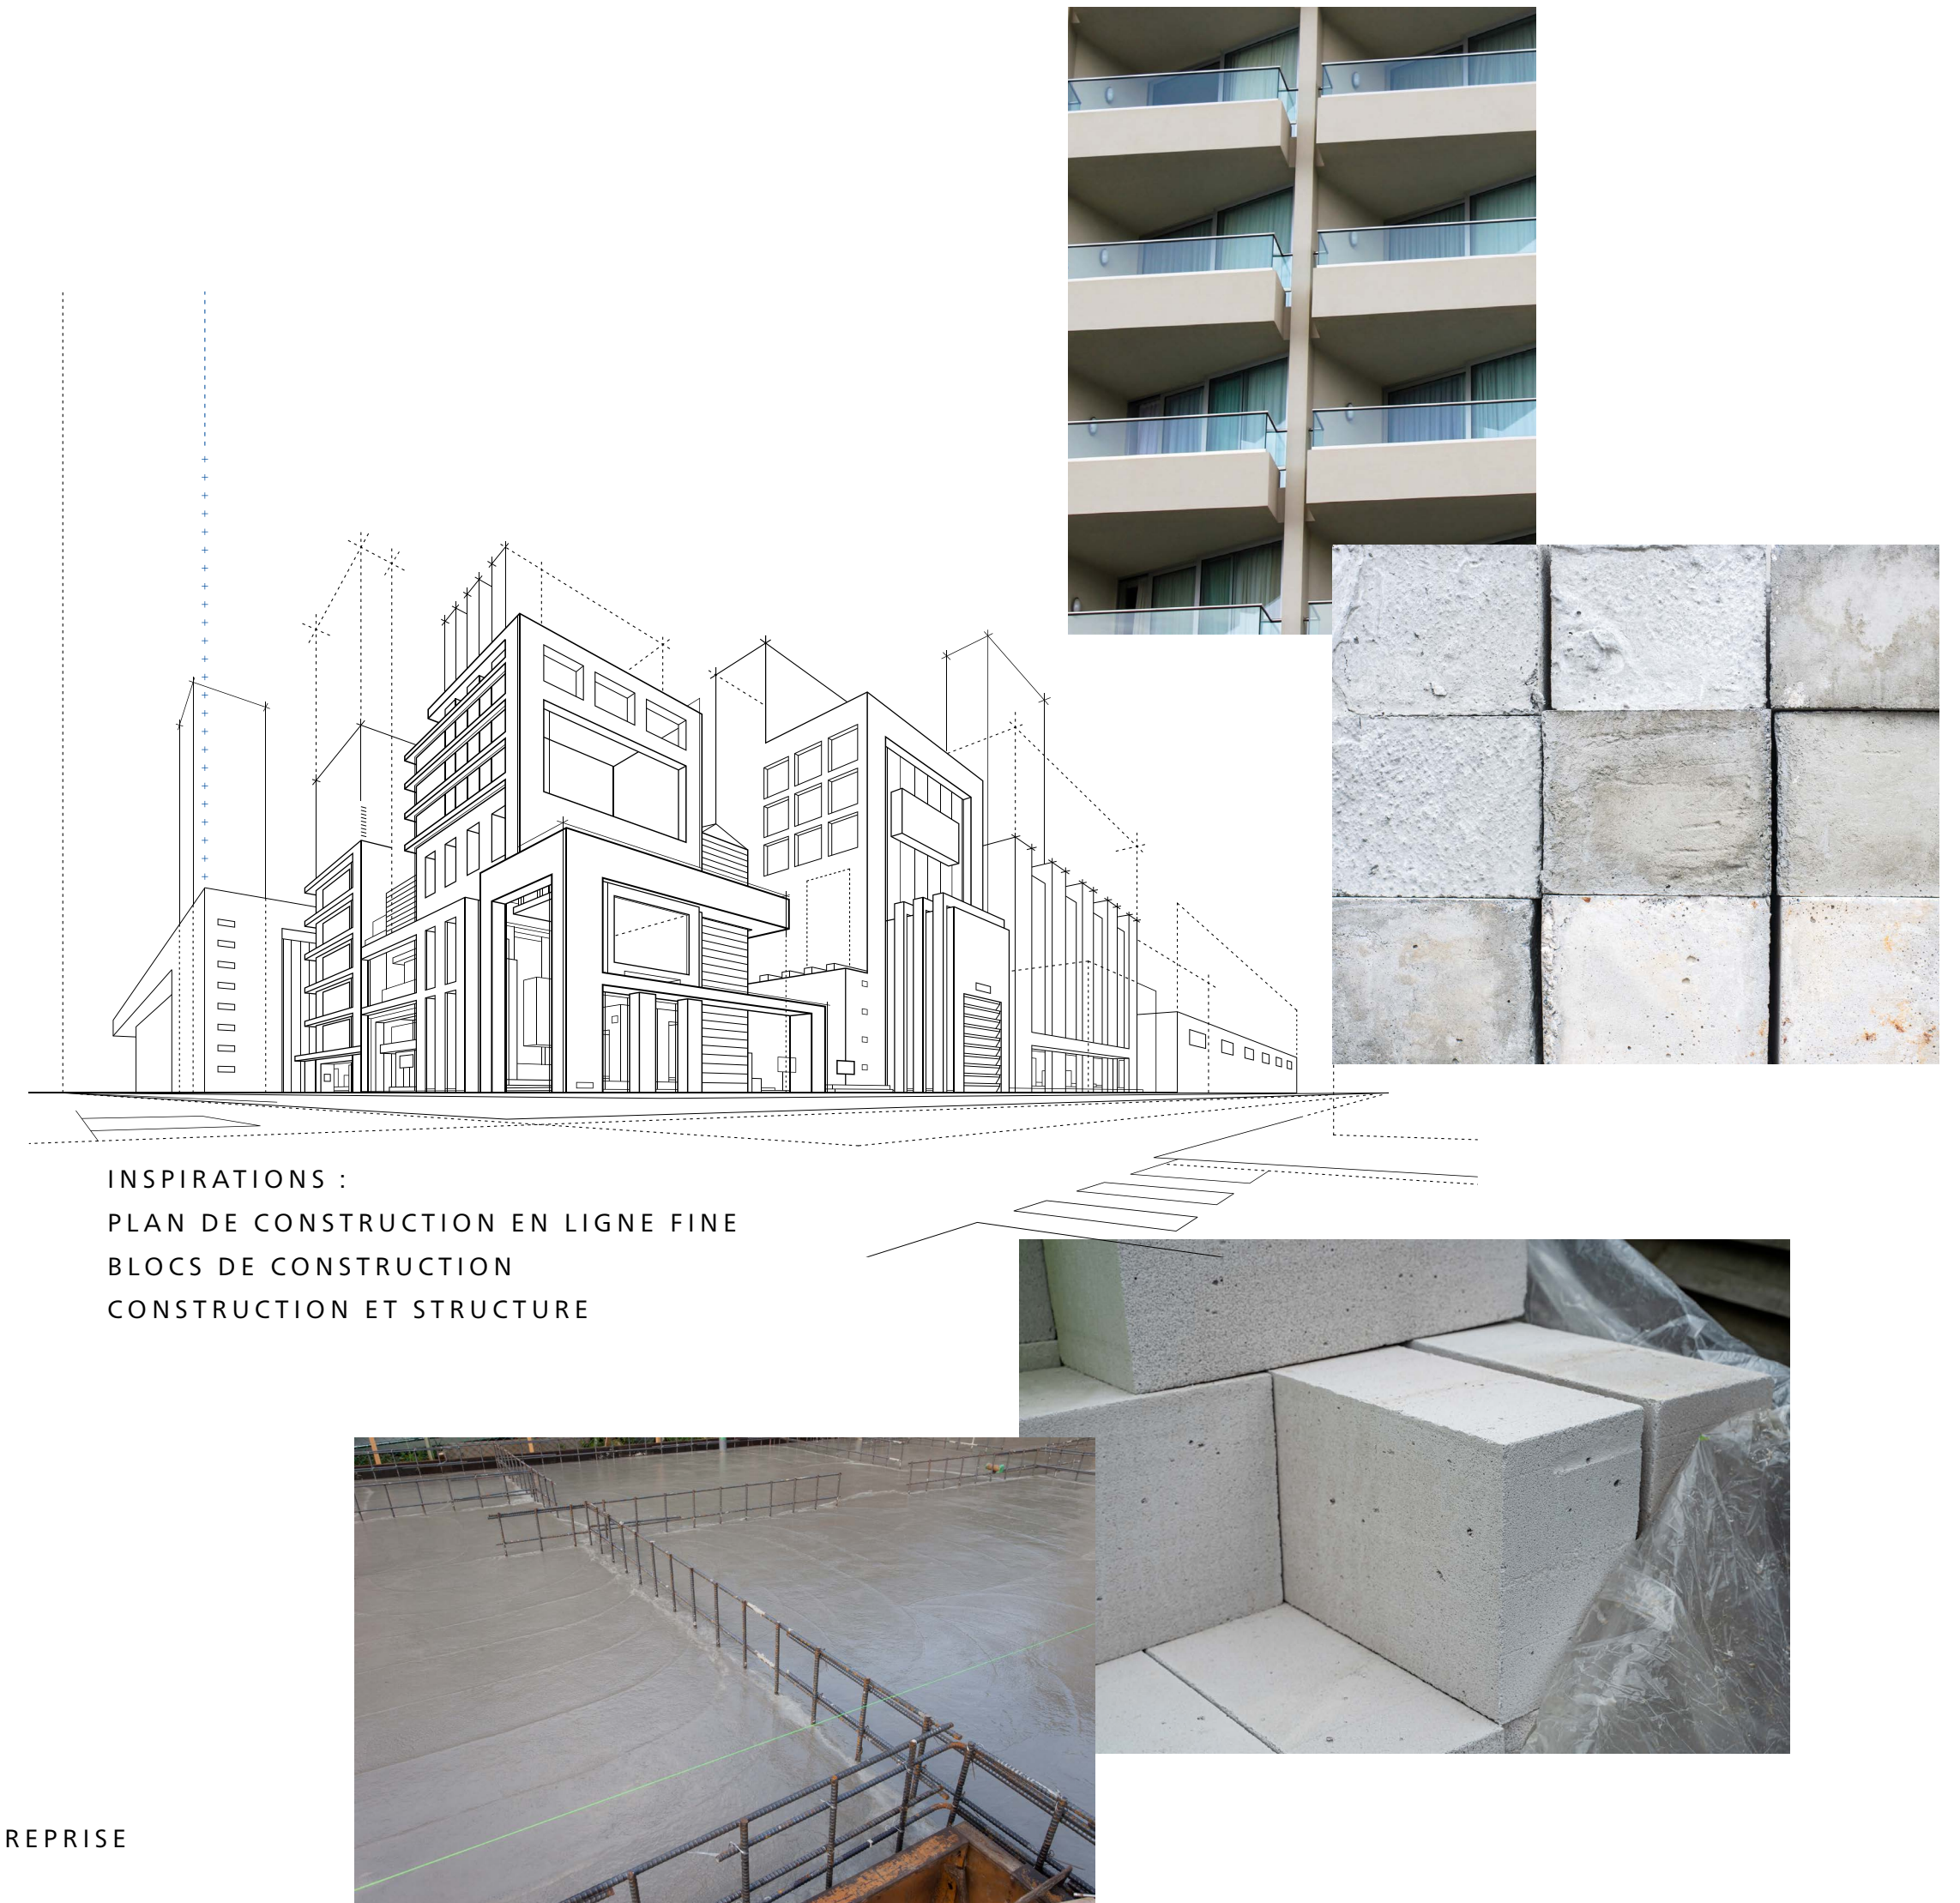 INSPIRATIONS :
PLAN DE CONSTRUCTION EN LIGNE FINE
BLOCS DE CONSTRUCTION
CONSTRUCTION ET STRUCTURE
REPRISE